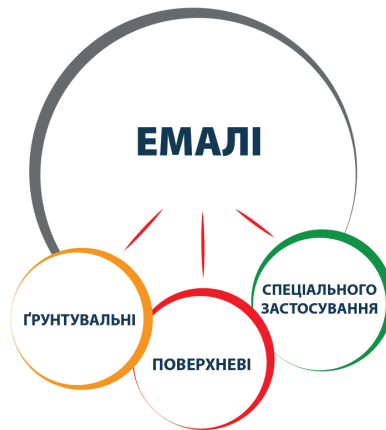 ЕМАЛІ
ҐРУНТУВАЛЬНІ
ПОВЕРХНЕВІ
СПЕЦІАЛЬНОГО
ЗАСТОСУВАННЯ